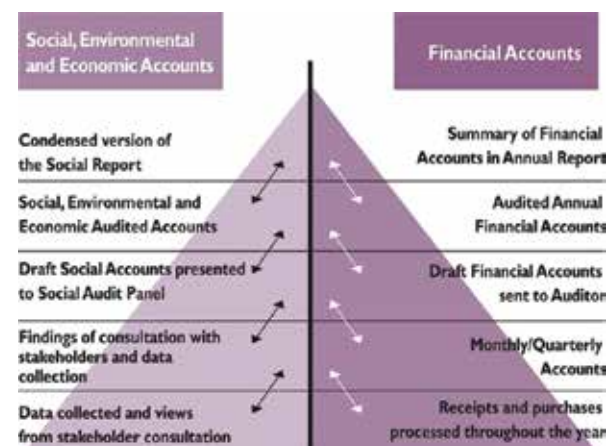 Social, Environmental
and Economic Accounts
Financial Accounts
Condensed version of
the Social Report
Summary of Financial
Accounts in Annual Report
Social, Environmental and
Economic Audited Accounts
Audited Annual
Financial Accounts
Draft Social Accounts presented
to Social Audit Panel
Draft Financial Accounts
sent to Auditor
Findings of consultation with
stakeholders and data
collection
Monthly/Quarterly
Accounts
Data collected and views
from stakeholder consultation
Receipts and purchases
processed throughout the year